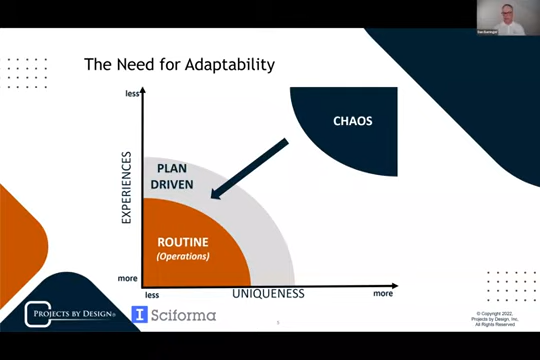 The Need for Adaptability
less
CHAOS
PLAN
DRIVEN
EXPERIENCES
ROUTINE
(Operations)
more
less
UNIQUENESS
more
PROJECTS BY DESIGN®
Sciforma
© Copyright 2022,
Projects by Design, Inc.
All Rights Reserved